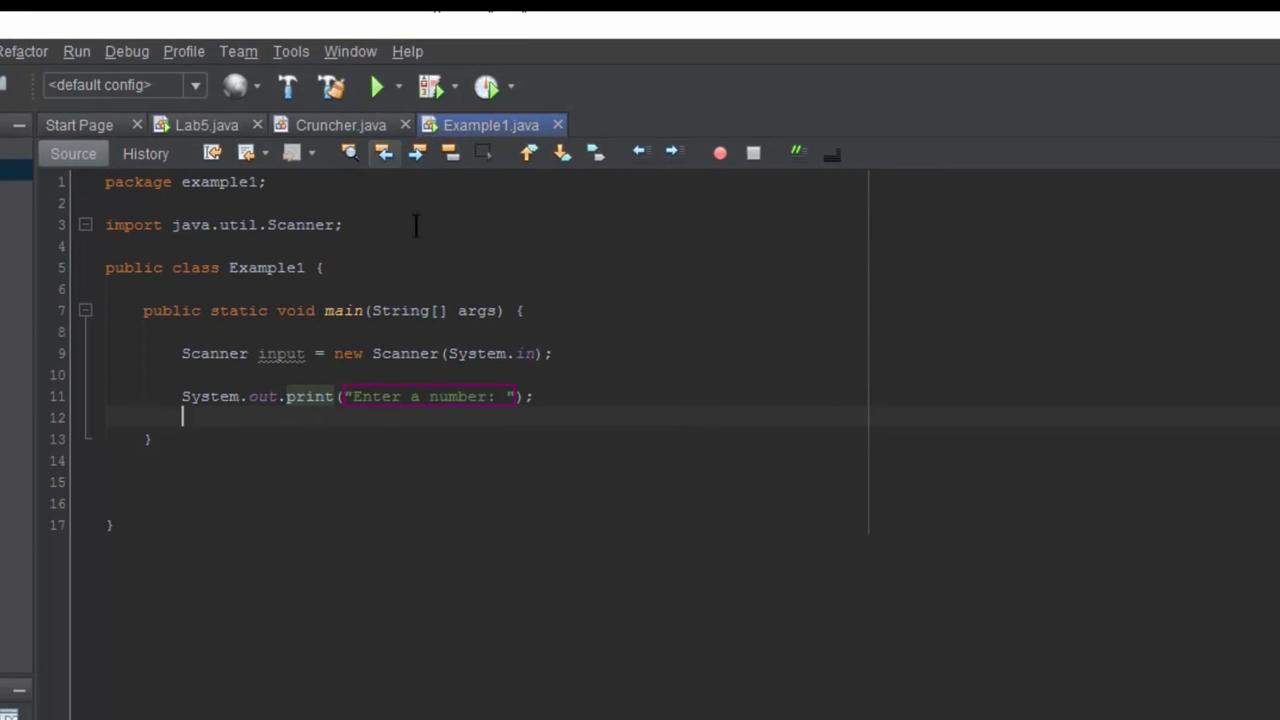 Refactor Run Debug Profile Team Tools Window Help
<default config>
Start Page Lab5.java Cruncher.java Example1.java
Source History
1 package example1;
2
3 import java.util.Scanner;
4
5 public class Example1 {
6
7 public static void main(String[] args) {
8
9 Scanner input = new Scanner(System.in);
10
11 System.out.print("Enter a number: ");
12
13 }
14
15
16
17 }